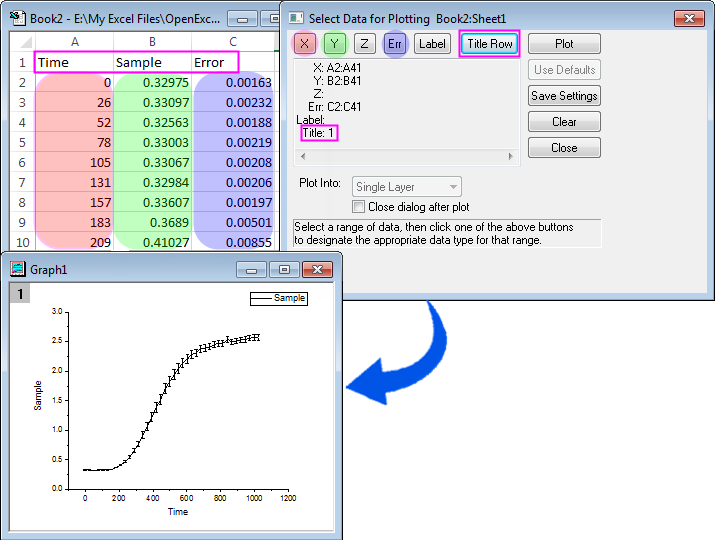 Book2 - E:\My Excel Files\OpenExc...
A B C
1 Time Sample Error
2 0 0.32975 0.00163
3 26 0.33097 0.00232
4 52 0.32563 0.00188
5 78 0.33003 0.00219
6 105 0.33067 0.00208
7 131 0.32984 0.00206
8 157 0.33607 0.00197
9 183 0.3689 0.00501
10 209 0.41027 0.00855
Select Data for Plotting Book2:Sheet1
X Y Z Err Label Title Row Plot
Use Defaults
Save Settings
Clear
Close
X: A2:A41
Y: B2:B41
Z:
Err: C2:C41
Label:
Title: 1
Plot Into: Single Layer
Close dialog after plot
Select a range of data, then click one of the above buttons
to designate the appropriate data type for that range.
Graph1
1
Sample
3.0
2.5
2.0
1.5
1.0
0.5
0.0
Sample
0 200 400 600 800 1000 1200
Time